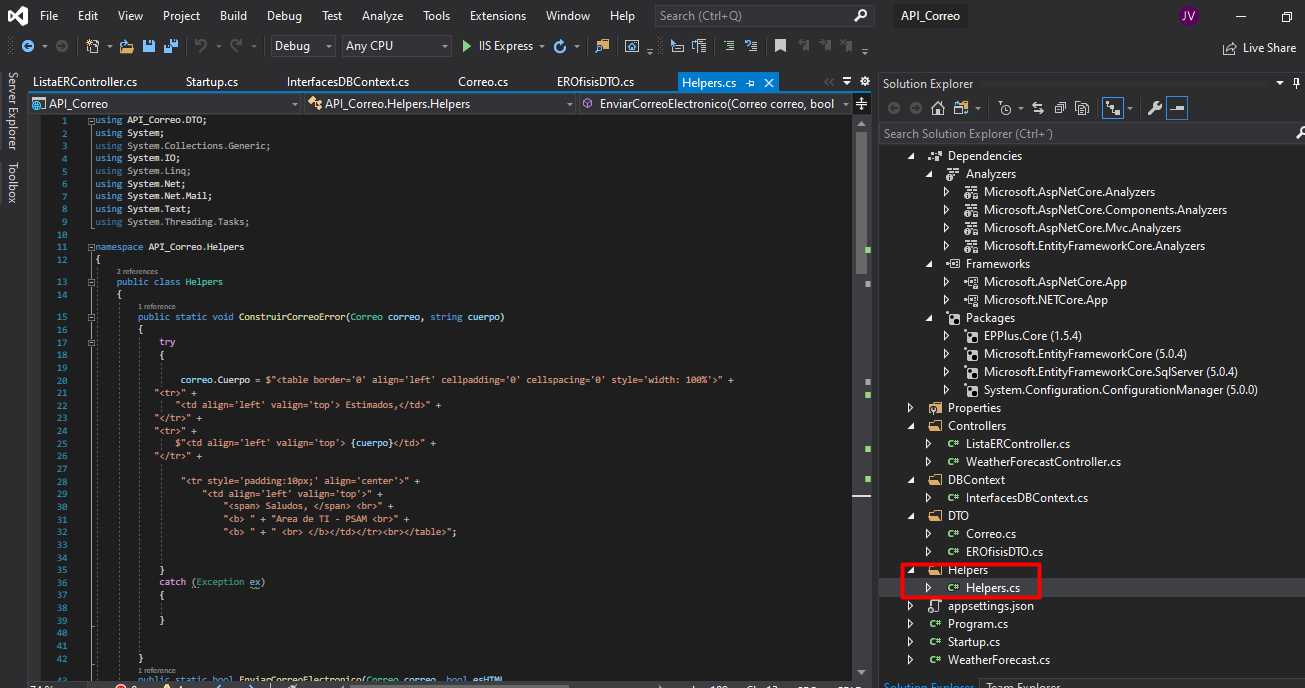 File Edit View Project Build Debug Test Analyze Tools Extensions Window Help Search (Ctrl+Q) API_Correo JV
Debug Any CPU IIS Express Live Share
Server Explorer
Toolbox
ListaERController.cs Startup.cs InterfacesDBContext.cs Correo.cs EROfisisDTO.cs Helpers.cs
API_Correo API_Correo.Helpers.Helpers EnviarCorreoElectronico(Correo correo, bool
1 using API_Correo.DTO;
2 using System;
3 using System.Collections.Generic;
4 using System.IO;
5 using System.Linq;
6 using System.Net;
7 using System.Net.Mail;
8 using System.Text;
9 using System.Threading.Tasks;
10
11 namespace API_Correo.Helpers
12 {
2 references
13 public class Helpers
14 {
1 reference
15 public static void ConstruirCorreoError(Correo correo, string cuerpo)
16 {
17 try
18 {
19
20 correo.Cuerpo = $"<table border='0' align='left' cellpadding='0' cellspacing='0' style='width: 100%'>" +
21 "<tr>" +
22 "<td align='left' valign='top'> Estimados,</td>" +
23 "</tr>" +
24 "<tr>" +
25 $"<td align='left' valign='top'> {cuerpo}</td>" +
26 "</tr>" +
27
28 "<tr style='padding:10px;' align='center'>" +
29 "<td align='left' valign='top'>" +
30 "<span> Saludos, </span> <br>" +
31 "<b> " + "Area de TI - PSAM <br>" +
32 "<b> " + " <br> </b></td></tr><br></table>";
33
34
35 }
36 catch (Exception ex)
37 {
38
39 }
40
41
42 }
1 reference
43 public static bool EnviarCorreoElectronico(Correo correo, bool esHTML
Solution Explorer
Search Solution Explorer (Ctrl+´)
Dependencies
Analyzers
Microsoft.AspNetCore.Analyzers
Microsoft.AspNetCore.Components.Analyzers
Microsoft.AspNetCore.Mvc.Analyzers
Microsoft.EntityFrameworkCore.Analyzers
Frameworks
Microsoft.AspNetCore.App
Microsoft.NETCore.App
Packages
EPPlus.Core (1.5.4)
Microsoft.EntityFrameworkCore (5.0.4)
Microsoft.EntityFrameworkCore.SqlServer (5.0.4)
System.Configuration.ConfigurationManager (5.0.0)
Properties
Controllers
C# ListaERController.cs
C# WeatherForecastController.cs
DBContext
C# InterfacesDBContext.cs
DTO
C# Correo.cs
C# EROfisisDTO.cs
Helpers
C# Helpers.cs
appsettings.json
C# Program.cs
C# Startup.cs
C# WeatherForecast.cs
Solution Explorer Team Explorer